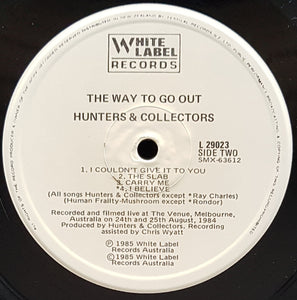 WHITE
LABEL
RECORDS
THE WAY TO GO OUT
HUNTERS & COLLECTORS
L 29023
SIDE TWO
SMX-63612
1. I COULDN'T GIVE IT TO YOU
2. THE SLAB
3. CARRY ME
*4. I BELIEVE
(All songs Hunters & Collectors except *Ray Charles)
(Human Frailty-Mushroom except *Rondor)
Recorded and filmed live at The Venue, Melbourne,
Australia on 24th and 25th August, 1984
Produced by Hunters & Collectors, Recording
assisted by Chris Wyatt
℗ 1985 White Label
Records Australia
©1985 White Label
Records Australia